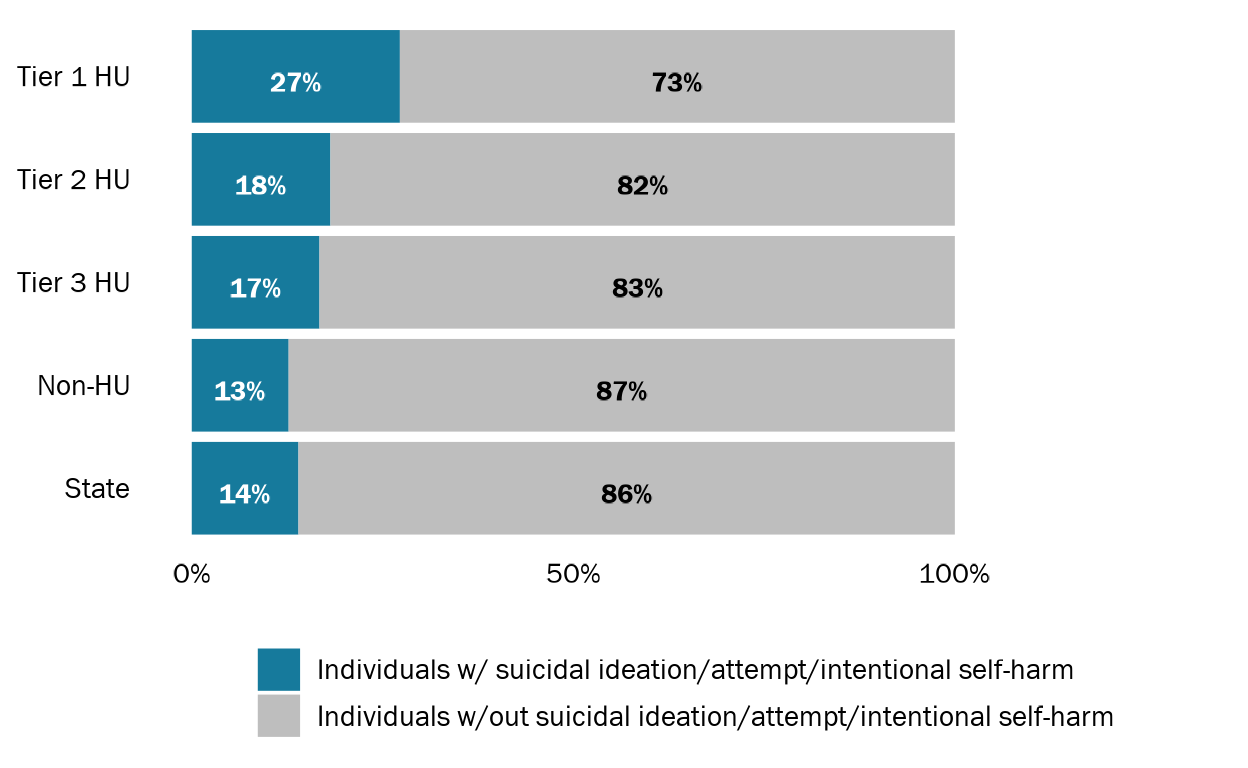 Tier 1 HU 27% 73%
Tier 2 HU 18% 82%
Tier 3 HU 17% 83%
Non-HU 13% 87%
State 14% 86%
0% 50% 100%
Individuals w/ suicidal ideation/attempt/intentional self-harm
Individuals w/out suicidal ideation/attempt/intentional self-harm